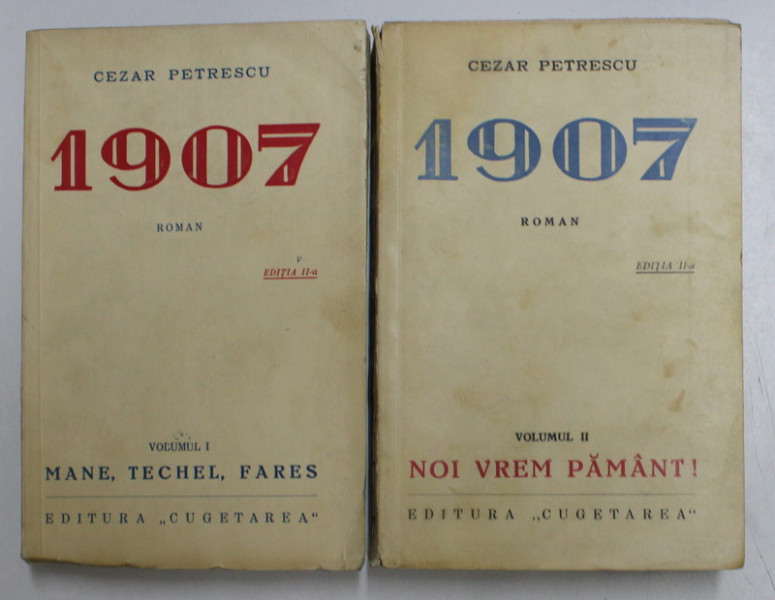 CEZAR PETRESCU
1907
ROMAN
EDIȚIA II-a
VOLUMUL I
MANE, TECHEL, FARES
EDITURA „CUGETAREA“
CEZAR PETRESCU
1907
ROMAN
EDIȚIA II-a
VOLUMUL II
NOI VREM PĂMÂNT!
EDITURA „CUGETAREA“